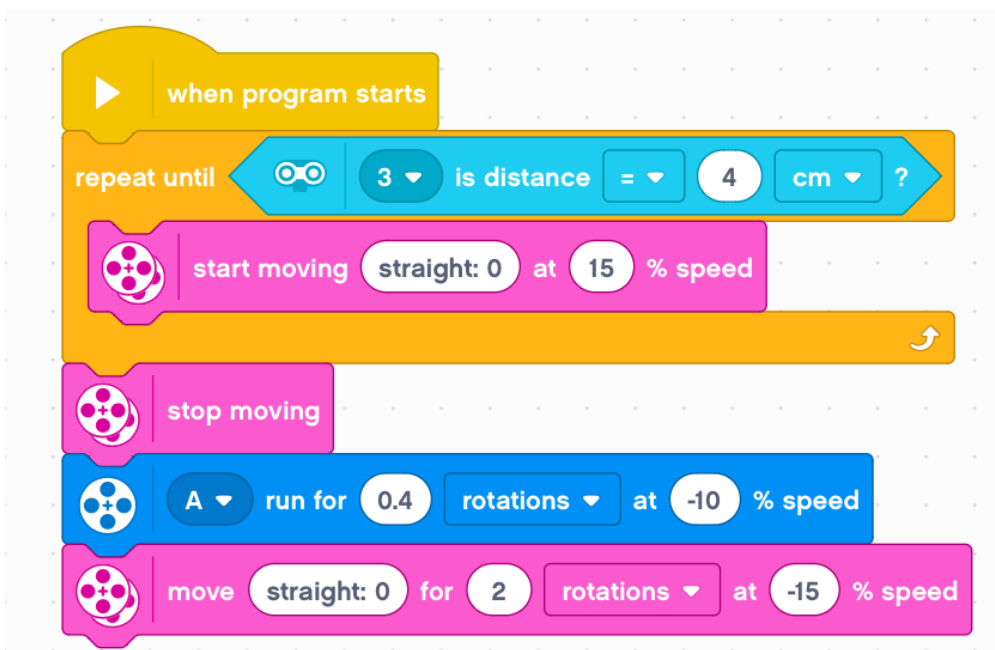 when program starts
repeat until 3 is distance = 4 cm ?
start moving straight: 0 at 15 % speed
stop moving
A run for 0.4 rotations at -10 % speed
move straight: 0 for 2 rotations at -15 % speed